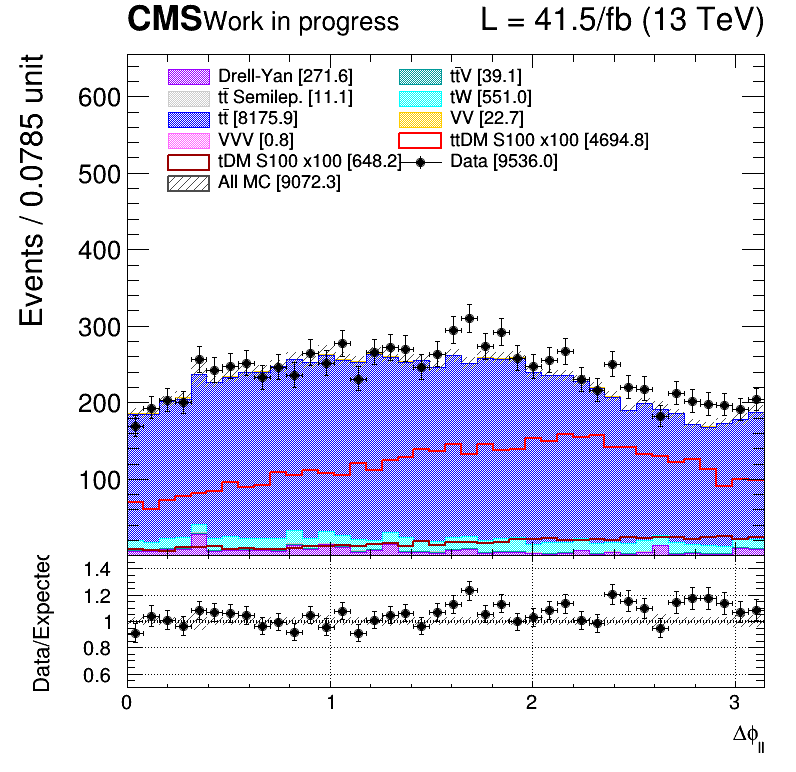 CMS Work in progress L = 41.5/fb (13 TeV)
Events / 0.0785 unit
600
500
400
300
200
100
Drell-Yan [271.6] tt̄V [39.1]
tt̄ Semilep. [11.1] tW [551.0]
tt̄ [8175.9] VV [22.7]
VVV [0.8] ttDM S100 x100 [4694.8]
tDM S100 x100 [648.2] Data [9536.0]
All MC [9072.3]
Data/Expected
1.4
1.2
1
0.8
0.6
0 1 2 3
Δϕ_ll